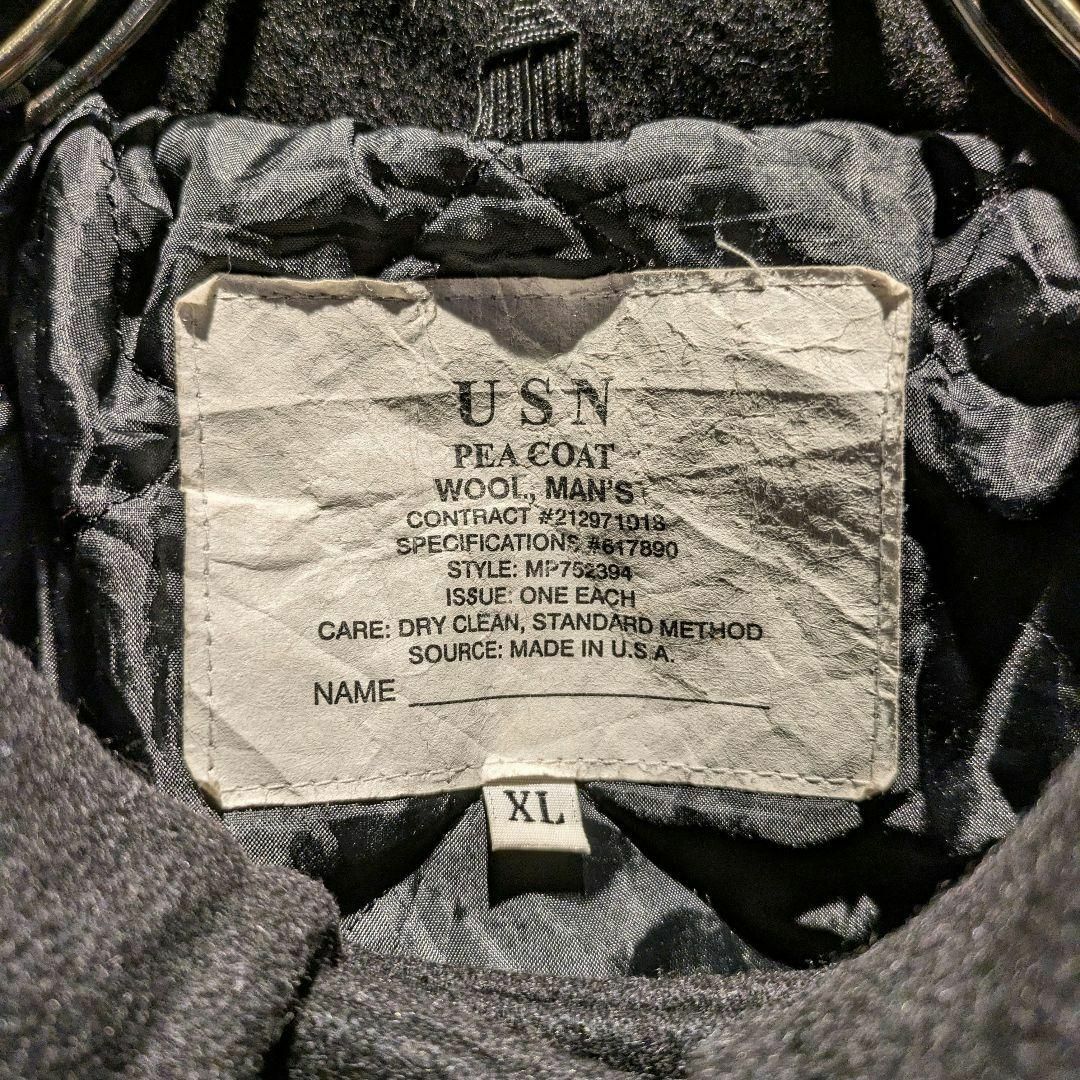 USN
PEA COAT
WOOL, MAN'S
CONTRACT #212971018
SPECIFICATIONS #617890
STYLE: MP752394
ISSUE: ONE EACH
CARE: DRY CLEAN, STANDARD METHOD
SOURCE: MADE IN U.S.A.
NAME
XL